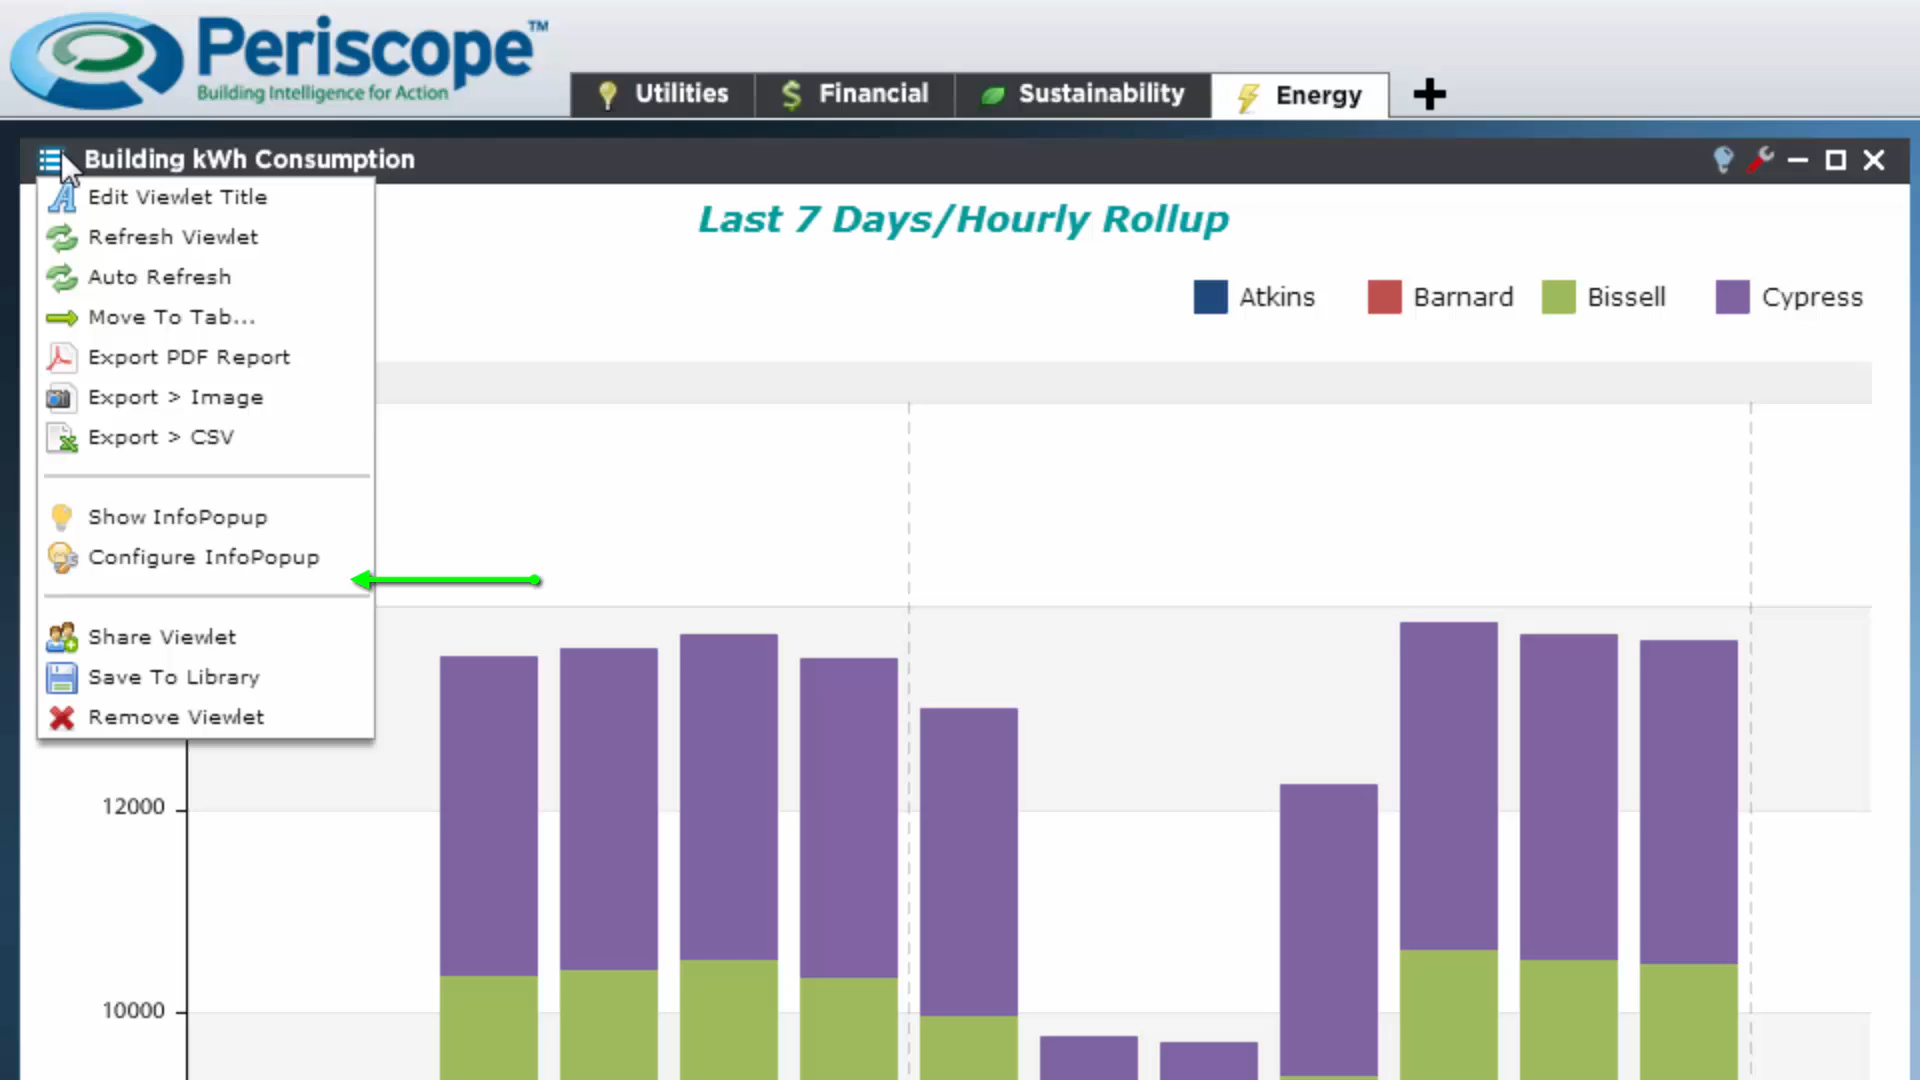 Periscope™
Building Intelligence for Action
Utilities
Financial
Sustainability
Energy
Building kWh Consumption
Edit Viewlet Title
Refresh Viewlet
Auto Refresh
Move To Tab...
Export PDF Report
Export > Image
Export > CSV
Show InfoPopup
Configure InfoPopup
Share Viewlet
Save To Library
Remove Viewlet
Last 7 Days/Hourly Rollup
Atkins
Barnard
Bissell
Cypress
12000
10000